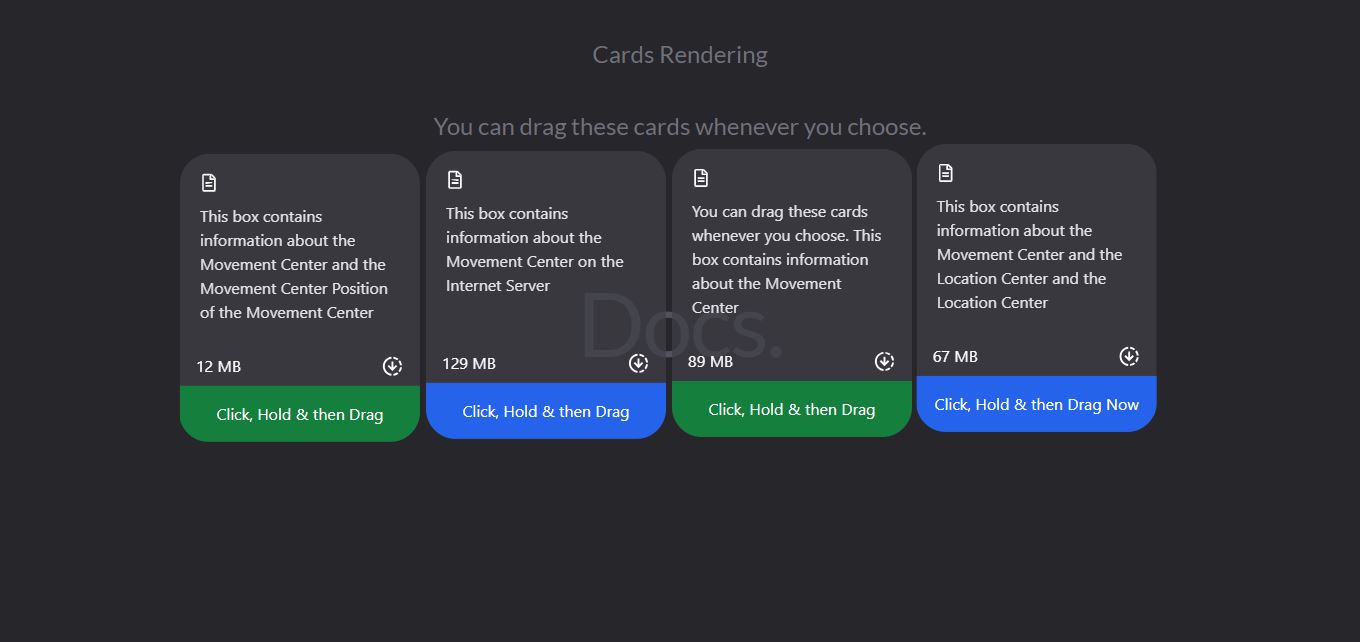 Cards Rendering
You can drag these cards whenever you choose.
This box contains
information about the
Movement Center and the
Movement Center Position
of the Movement Center
12 MB
Click, Hold & then Drag
This box contains
information about the
Movement Center on the
Internet Server
129 MB
Click, Hold & then Drag
You can drag these cards
whenever you choose. This
box contains information
about the Movement
Center
89 MB
Click, Hold & then Drag
This box contains
information about the
Movement Center and the
Location Center and the
Location Center
67 MB
Click, Hold & then Drag Now
Docs.